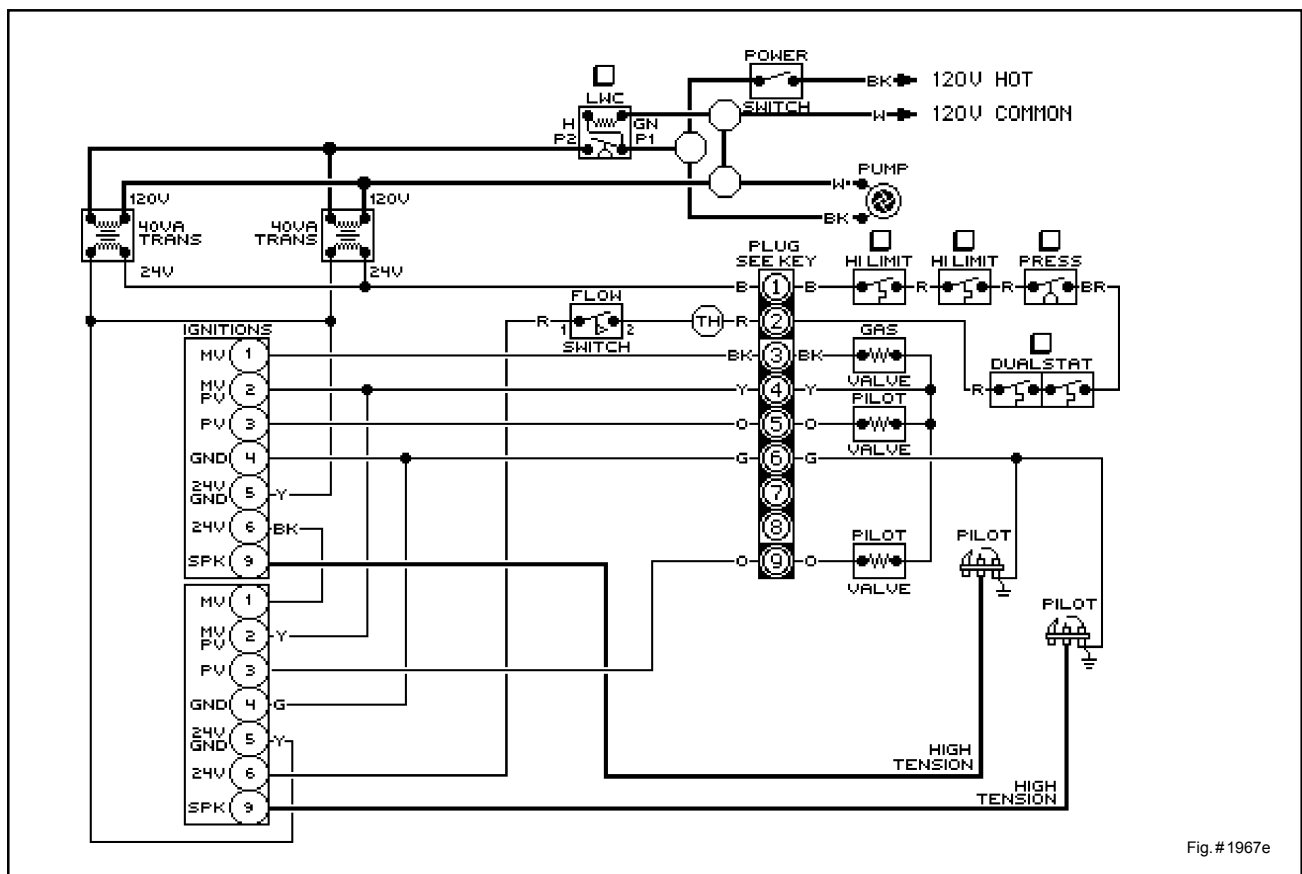 POWER
SWITCH
BK
120V HOT
W
120V COMMON
LWC
H
GN
P2
P1
PUMP
W
BK
120V
120V
40VA
TRANS
40VA
TRANS
24V
24V
PLUG
SEE KEY
HI LIMIT
HI LIMIT
PRESS
B
1
B
R
R
BR
FLOW
R
1
2
SWITCH
TH
R
2
DUALSTAT
R
IGNITIONS
MV
1
BK
3
BK
GAS
VALVE
MV
PV
2
Y
4
Y
PV
3
O
5
O
PILOT
VALVE
GND
4
G
6
G
24V
GND
5
Y
7
24V
6
BK
8
SPK
9
O
9
O
PILOT
VALVE
PILOT
PILOT
MV
1
MV
PV
2
Y
PV
3
GND
4
G
24V
GND
5
Y
24V
6
SPK
9
HIGH
TENSION
HIGH
TENSION
Fig.#1967e